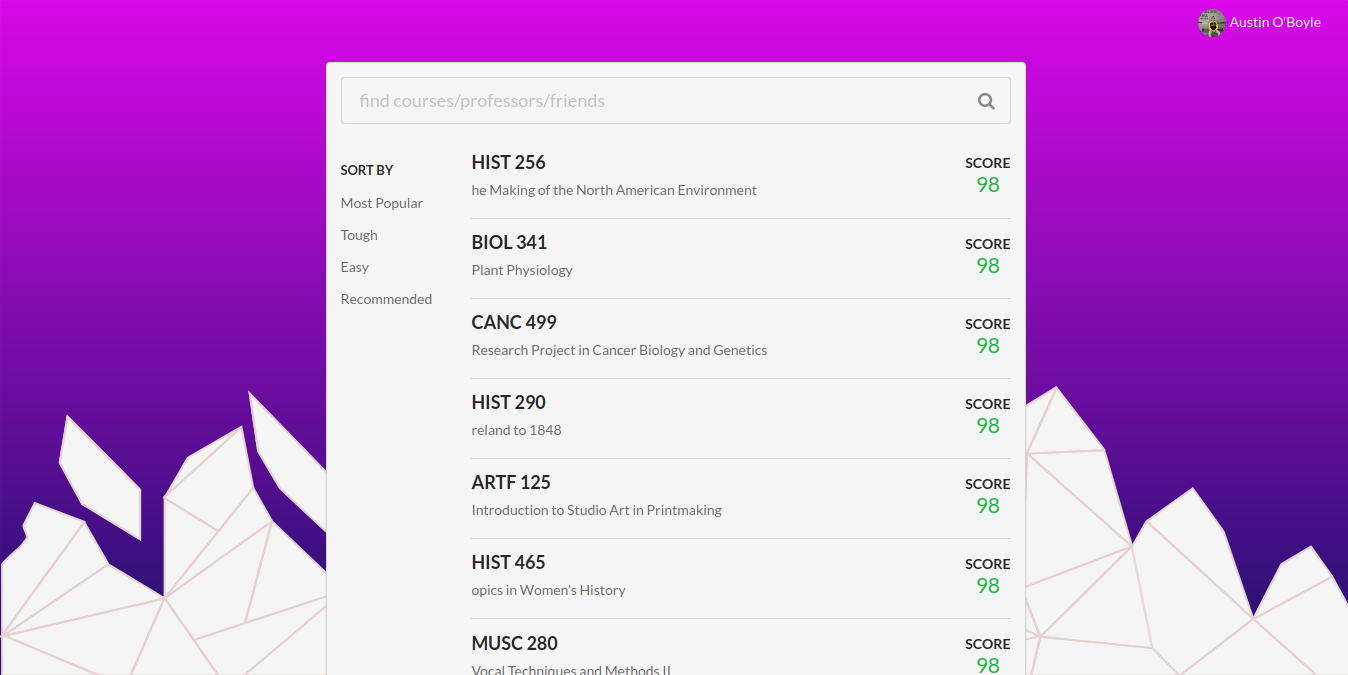 Austin O'Boyle
find courses/professors/friends
SORT BY
Most Popular
Tough
Easy
Recommended
HIST 256
he Making of the North American Environment
SCORE
98
BIOL 341
Plant Physiology
SCORE
98
CANC 499
Research Project in Cancer Biology and Genetics
SCORE
98
HIST 290
reland to 1848
SCORE
98
ARTF 125
Introduction to Studio Art in Printmaking
SCORE
98
HIST 465
opics in Women’s History
SCORE
98
MUSC 280
Vocal Techniques and Methods II
SCORE
98